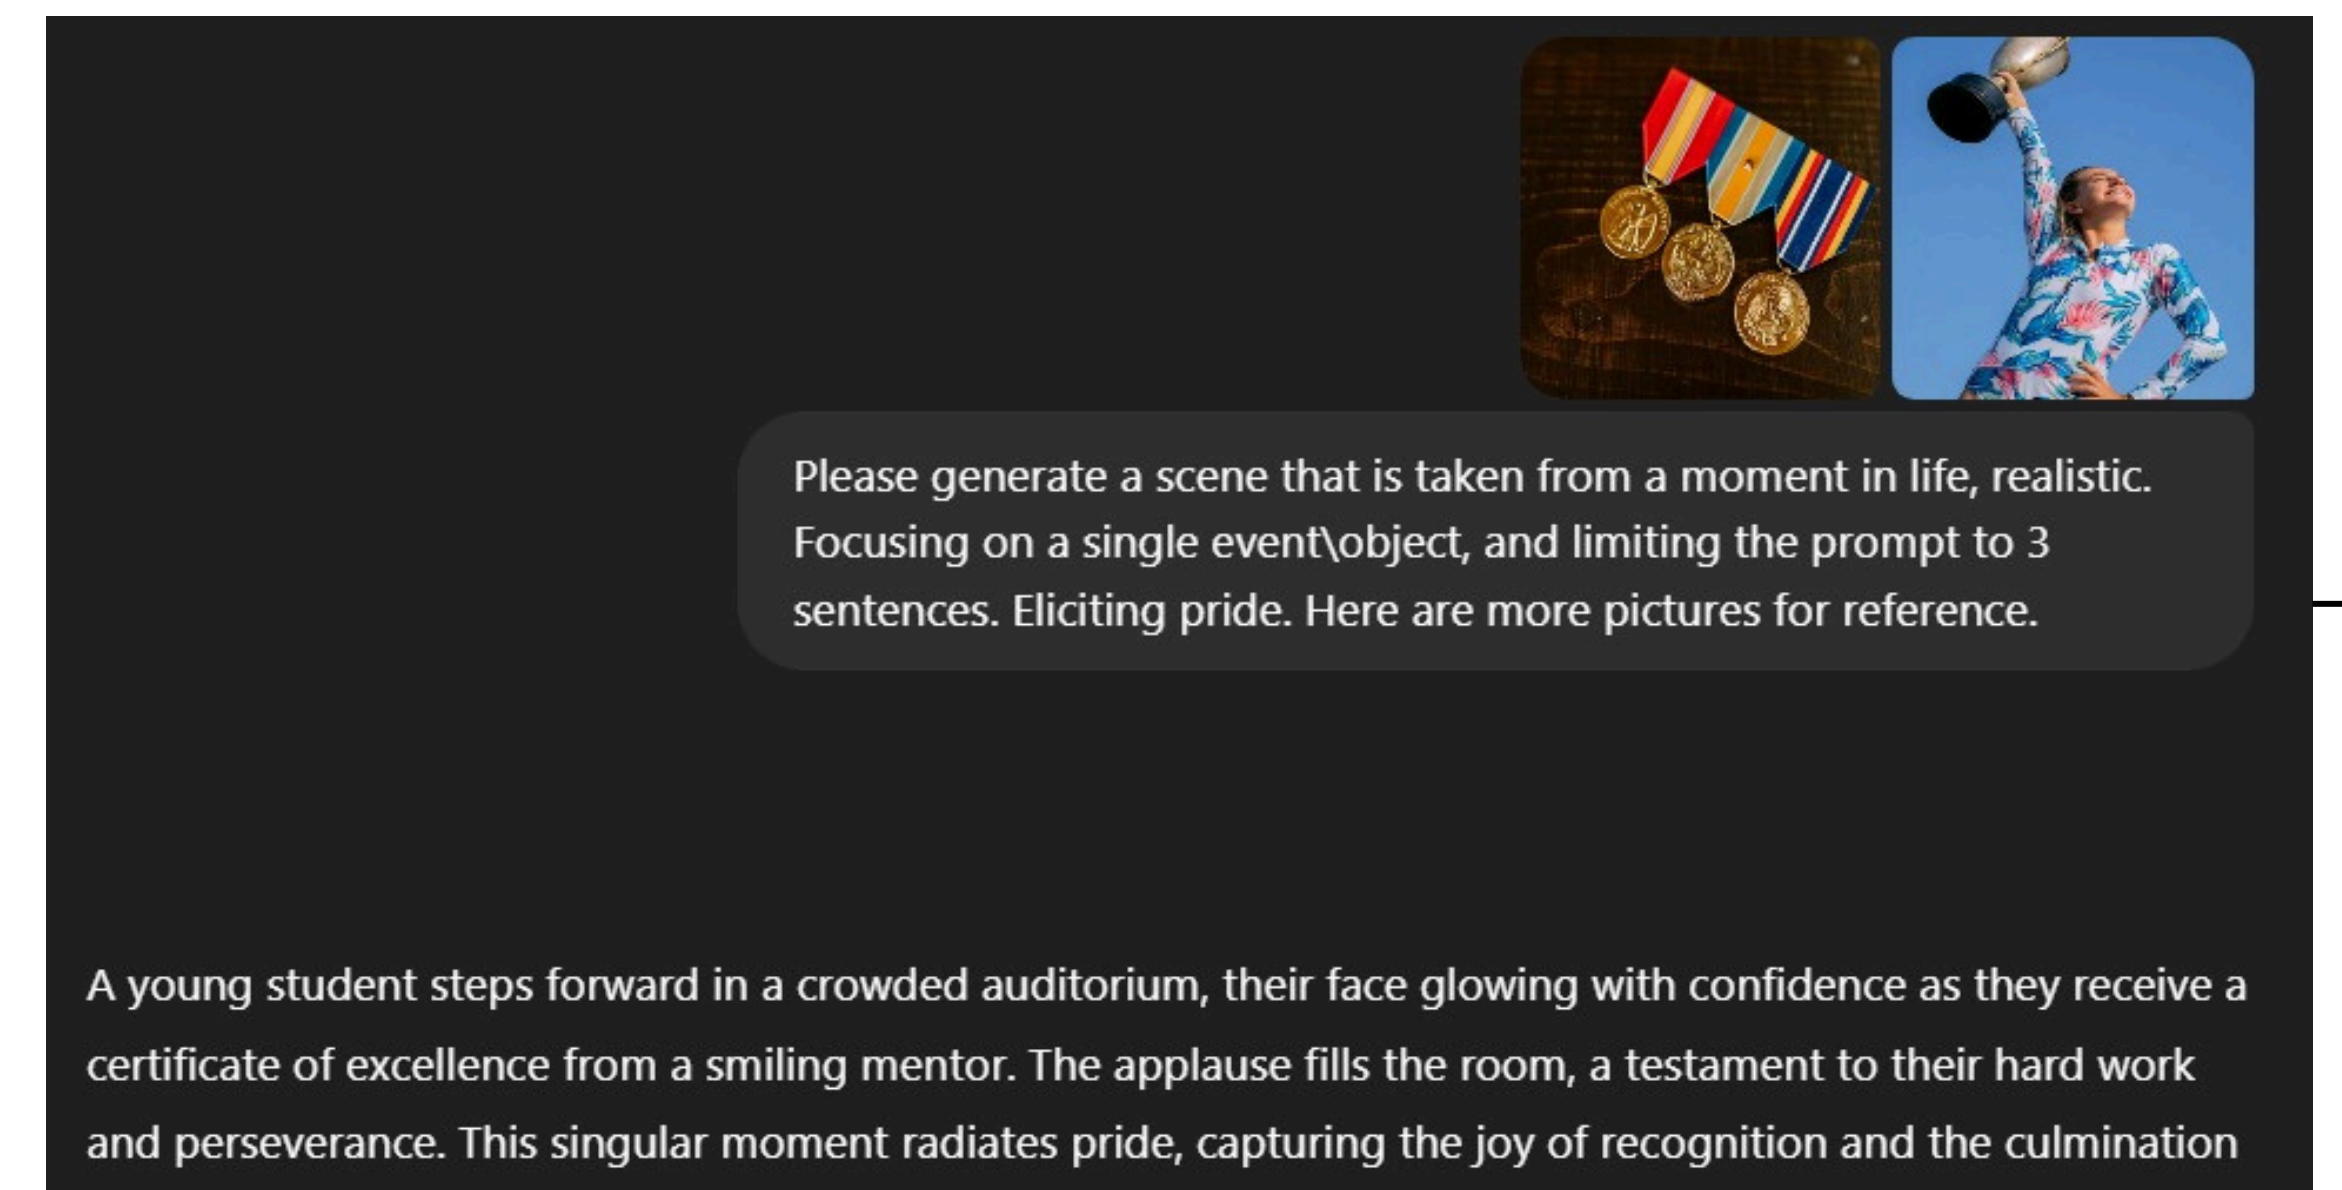 Please generate a scene that is taken from a moment in life, realistic.
Focusing on a single event\object, and limiting the prompt to 3
sentences. Eliciting pride. Here are more pictures for reference.
A young student steps forward in a crowded auditorium, their face glowing with confidence as they receive a
certificate of excellence from a smiling mentor. The applause fills the room, a testament to their hard work
and perseverance. This singular moment radiates pride, capturing the joy of recognition and the culmination